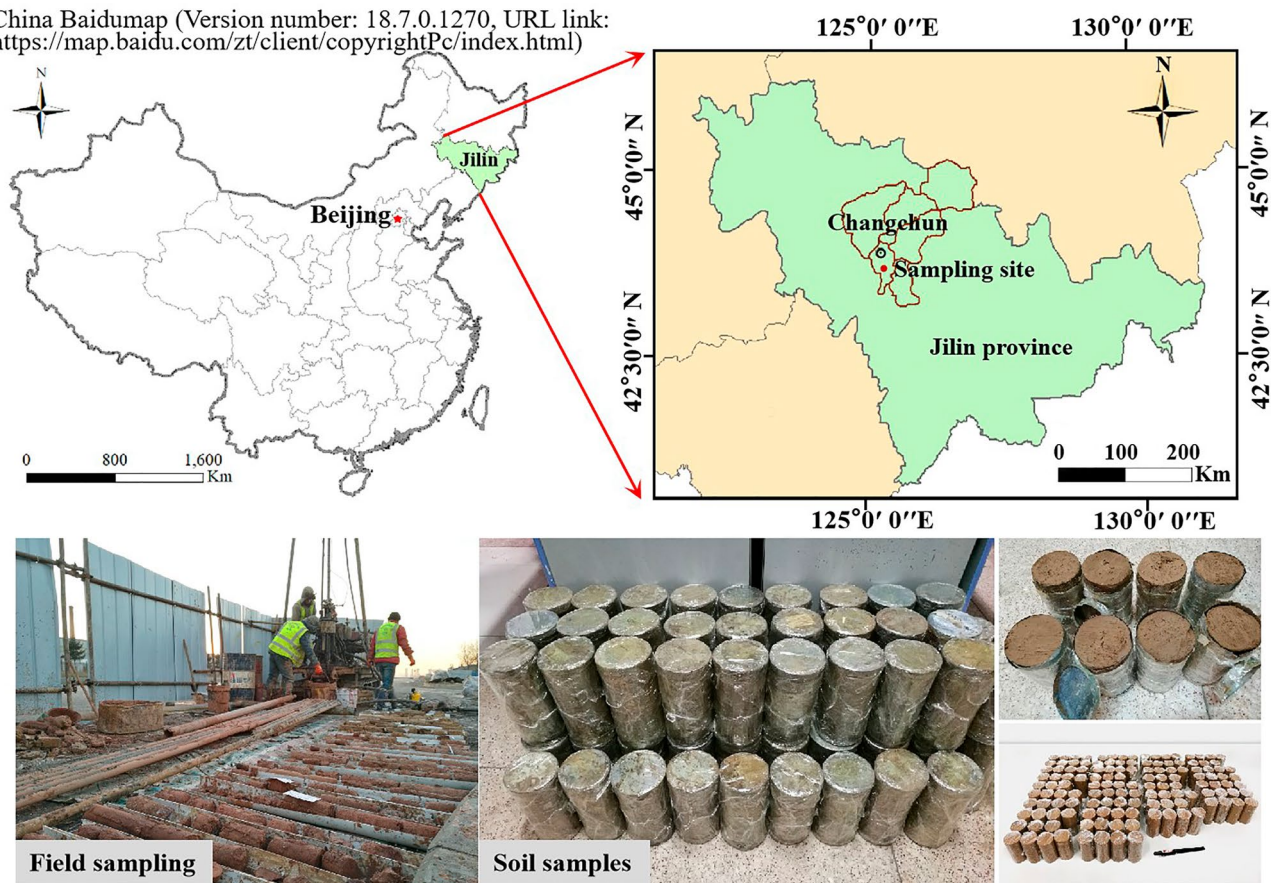 China Baidumap (Version number: 18.7.0.1270, URL link:
https://map.baidu.com/zt/client/copyrightPc/index.html)
N
Jilin
Beijing
0 800 1,600
Km
125°0′0″E 130°0′0″E
N
45°0′0″N 45°0′0″N
Changchun
Sampling site
42°30′0″N 42°30′0″N
Jilin province
0 100 200
Km
125°0′0″E 130°0′0″E
Field sampling
Soil samples